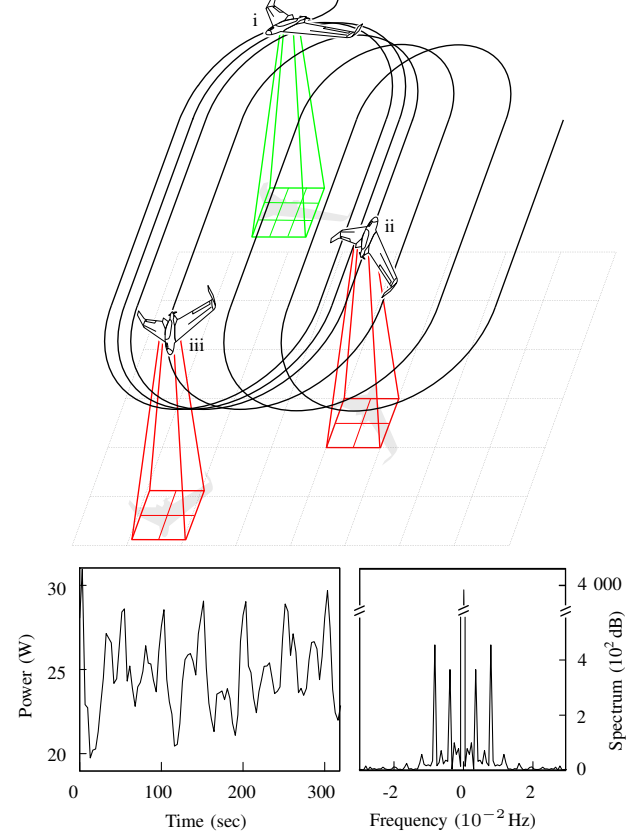 i
ii
iii
30
25
20
Power (W)
0 100 200 300
Time (sec)
4 000
4
2
0
Spectrum (10² dB)
-2 0 2
Frequency (10⁻² Hz)